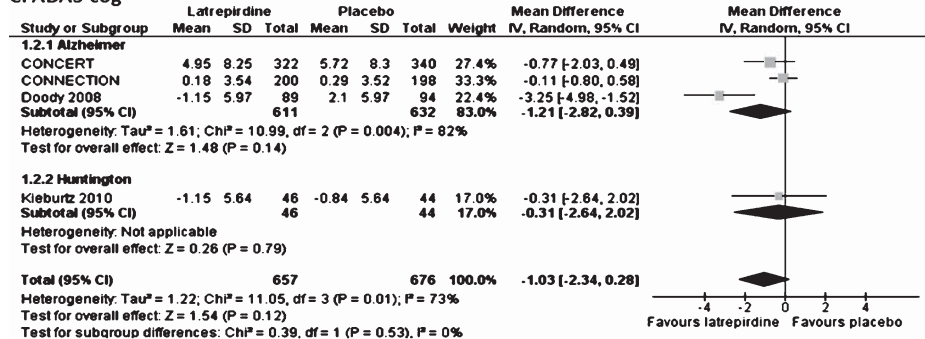 C. ADAS-cog
Latrepirdine Placebo Mean Difference Mean Difference
Study or Subgroup Mean SD Total Mean SD Total Weight IV, Random, 95% CI IV, Random, 95% CI
1.2.1 Alzheimer
CONCERT 4.95 8.25 322 5.72 8.3 340 27.4% -0.77 [-2.03, 0.49]
CONNECTION 0.18 3.54 200 0.29 3.52 198 33.3% -0.11 [-0.80, 0.58]
Doody 2008 -1.15 5.97 89 2.1 5.97 94 22.4% -3.25 [-4.98, -1.52]
Subtotal (95% CI) 611 632 83.0% -1.21 [-2.82, 0.39]
Heterogeneity: Tau² = 1.61; Chi² = 10.99, df = 2 (P = 0.004); I² = 82%
Test for overall effect: Z = 1.48 (P = 0.14)
1.2.2 Huntington
Kieburtz 2010 -1.15 5.64 46 -0.84 5.64 44 17.0% -0.31 [-2.64, 2.02]
Subtotal (95% CI) 46 44 17.0% -0.31 [-2.64, 2.02]
Heterogeneity: Not applicable
Test for overall effect: Z = 0.26 (P = 0.79)
Total (95% CI) 657 676 100.0% -1.03 [-2.34, 0.28]
Heterogeneity: Tau² = 1.22; Chi² = 11.05, df = 3 (P = 0.01); I² = 73%
Test for overall effect: Z = 1.54 (P = 0.12)
Test for subgroup differences: Chi² = 0.39, df = 1 (P = 0.53), I² = 0%
-4 -2 0 2 4
Favours latrepirdine Favours placebo